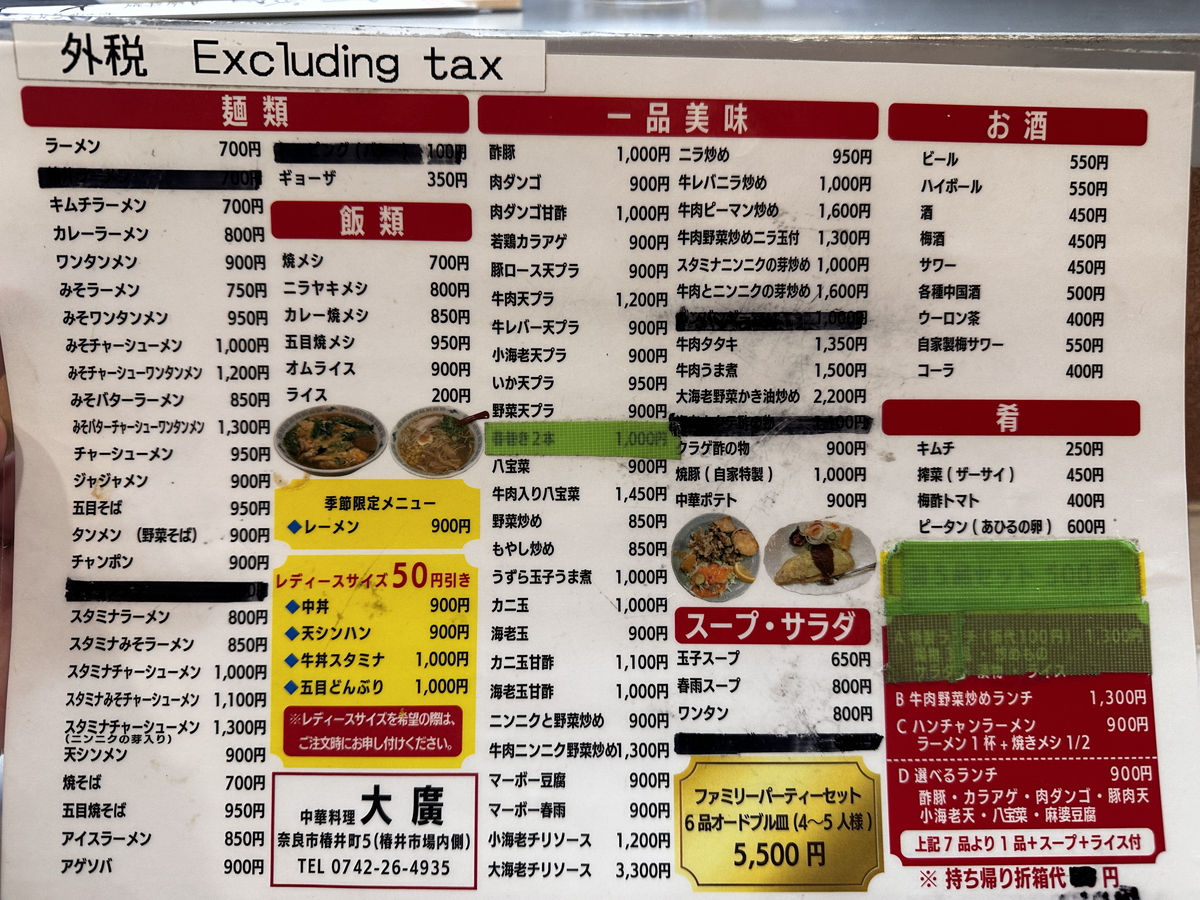 外税 Excluding tax
麺類
ラーメン 700円
700円
キムチラーメン 700円
カレーラーメン 800円
ワンタンメン 900円
みそラーメン 750円
みそワンタンメン 950円
みそチャーシューメン 1,000円
みそチャーシューワンタンメン 1,200円
みそバターラーメン 850円
みそバターチャーシューワンタンメン 1,300円
チャーシューメン 950円
ジャジャメン 900円
五目そば 950円
タンメン (野菜そば) 900円
チャンポン 900円
スタミナラーメン 800円
スタミナみそラーメン 850円
スタミナチャーシューメン 1,000円
スタミナみそチャーシューメン 1,100円
スタミナチャーシューメン 1,300円
(ニンニクの芽入り)
天シンメン 900円
焼そば 700円
五目焼そば 950円
アイスラーメン 850円
アゲソバ 900円
100円
ギョーザ 350円
飯類
焼メシ 700円
ニラヤキメシ 800円
カレー焼メシ 850円
五目焼メシ 950円
オムライス 900円
ライス 200円
季節限定メニュー
◆レーメン 900円
レディースサイズ50円引き
◆中丼 900円
◆天シンハン 900円
◆牛丼スタミナ 1,000円
◆五目どんぶり 1,000円
※レディースサイズを希望の際は、
ご注文時にお申し付けください。
中華料理 大廣
奈良市椿井町5(椿井市場内側)
TEL 0742-26-4935
一品美味
酢豚 1,000円
肉ダンゴ 900円
肉ダンゴ甘酢 1,000円
若鶏カラアゲ 900円
豚ロース天プラ 900円
牛肉天プラ 1,200円
牛レバー天プラ 900円
小海老天プラ 900円
いか天プラ 950円
野菜天プラ 900円
春巻き2本 1,000円
八宝菜 900円
牛肉入り八宝菜 1,450円
野菜炒め 850円
もやし炒め 850円
うずら玉子うま煮 1,000円
カニ玉 1,000円
海老玉 900円
カニ玉甘酢 1,100円
海老玉甘酢 1,000円
ニンニクと野菜炒め 900円
牛肉ニンニク野菜炒め1,300円
マーボー豆腐 900円
マーボー春雨 900円
小海老チリソース 1,200円
大海老チリソース 3,300円
ニラ炒め 950円
牛レバニラ炒め 1,000円
牛肉ピーマン炒め 1,600円
牛肉野菜炒めニラ玉付 1,300円
スタミナニンニクの芽炒め 1,000円
牛肉とニンニクの芽炒め 1,600円
1,000円
牛肉タタキ 1,350円
牛肉うま煮 1,500円
大海老野菜かき油炒め 2,200円
クラゲ酢の物 900円
焼豚(自家特製) 1,000円
中華ポテト 900円
スープ・サラダ
玉子スープ 650円
春雨スープ 800円
ワンタン 800円
ファミリーパーティーセット
6品オードブル皿(4〜5人様)
5,500円
お酒
ビール 550円
ハイボール 550円
酒 450円
梅酒 450円
サワー 450円
各種中国酒 500円
ウーロン茶 400円
自家製梅サワー 550円
コーラ 400円
肴
キムチ 250円
搾菜(ザーサイ) 450円
梅酢トマト 400円
ピータン(あひるの卵) 600円
1,300円
B 牛肉野菜炒めランチ 1,300円
C ハンチャンラーメン 900円
ラーメン1杯+焼きメシ1/2
D 選べるランチ 900円
酢豚・カラアゲ・肉ダンゴ・豚肉天
小海老天・八宝菜・麻婆豆腐
上記7品より1品+スープ+ライス付
※ 持ち帰り折箱代 円